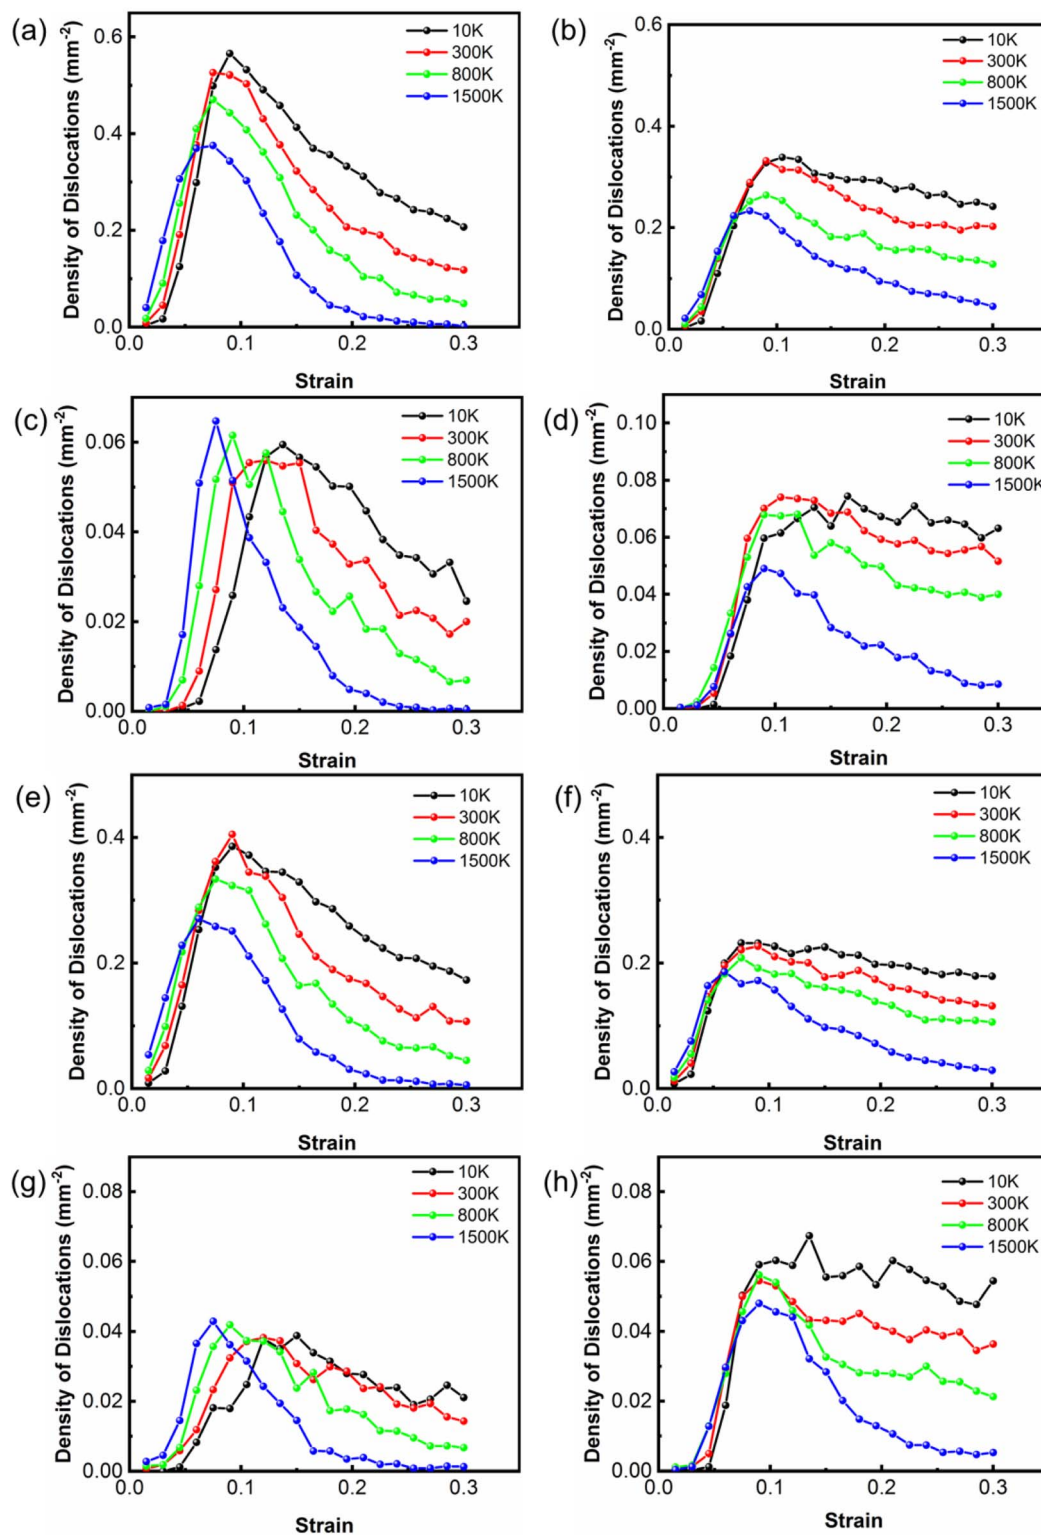 (a)
Density of Dislocations (mm⁻²)
0.6
0.4
0.2
0.0
0.0 0.1 0.2 0.3
Strain
10K
300K
800K
1500K
(b)
Density of Dislocations (mm⁻²)
0.6
0.4
0.2
0.0
0.0 0.1 0.2 0.3
Strain
10K
300K
800K
1500K
(c)
Density of Dislocations (mm⁻²)
0.06
0.04
0.02
0.00
0.0 0.1 0.2 0.3
Strain
10K
300K
800K
1500K
(d)
Density of Dislocations (mm⁻²)
0.10
0.08
0.06
0.04
0.02
0.00
0.0 0.1 0.2 0.3
Strain
10K
300K
800K
1500K
(e)
Density of Dislocations (mm⁻²)
0.4
0.2
0.0
0.0 0.1 0.2 0.3
Strain
10K
300K
800K
1500K
(f)
Density of Dislocations (mm⁻²)
0.4
0.2
0.0
0.0 0.1 0.2 0.3
Strain
10K
300K
800K
1500K
(g)
Density of Dislocations (mm⁻²)
0.08
0.06
0.04
0.02
0.00
0.0 0.1 0.2 0.3
Strain
10K
300K
800K
1500K
(h)
Density of Dislocations (mm⁻²)
0.08
0.06
0.04
0.02
0.00
0.0 0.1 0.2 0.3
Strain
10K
300K
800K
1500K